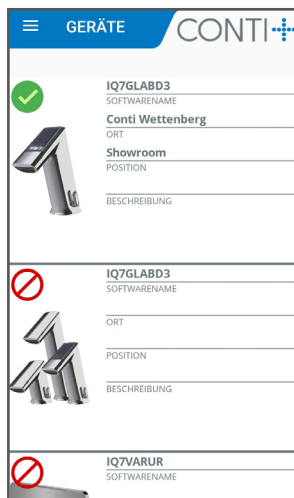 GERÄTE
CONTI+
IQ7GLABD3
SOFTWARENAME
Conti Wettenberg
ORT
Showroom
POSITION
BESCHREIBUNG
IQ7GLABD3
SOFTWARENAME
ORT
POSITION
BESCHREIBUNG
IQ7VARUR
SOFTWARENAME